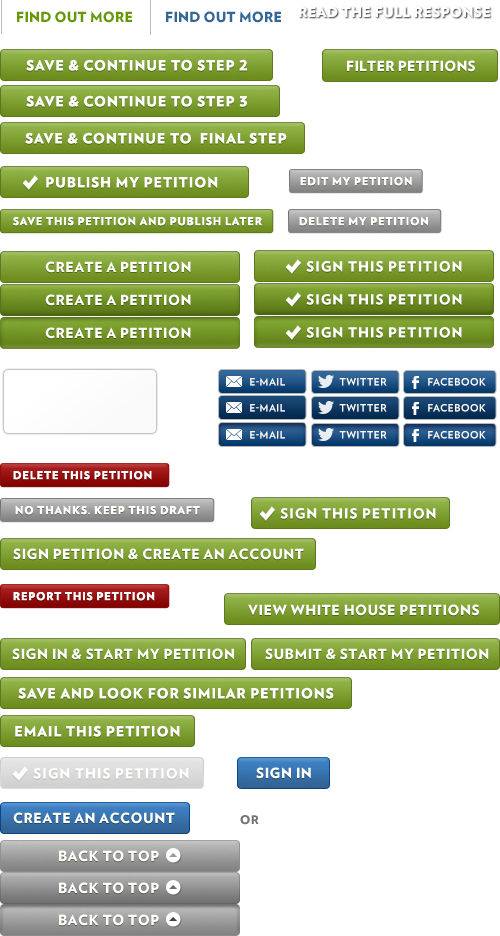 FIND OUT MORE
FIND OUT MORE
READ THE FULL RESPONSE
SAVE & CONTINUE TO STEP 2
FILTER PETITIONS
SAVE & CONTINUE TO STEP 3
SAVE & CONTINUE TO FINAL STEP
PUBLISH MY PETITION
EDIT MY PETITION
SAVE THIS PETITION AND PUBLISH LATER
DELETE MY PETITION
CREATE A PETITION
SIGN THIS PETITION
CREATE A PETITION
SIGN THIS PETITION
CREATE A PETITION
SIGN THIS PETITION
E-MAIL
TWITTER
FACEBOOK
E-MAIL
TWITTER
FACEBOOK
E-MAIL
TWITTER
FACEBOOK
DELETE THIS PETITION
NO THANKS. KEEP THIS DRAFT
SIGN THIS PETITION
SIGN PETITION & CREATE AN ACCOUNT
REPORT THIS PETITION
VIEW WHITE HOUSE PETITIONS
SIGN IN & START MY PETITION
SUBMIT & START MY PETITION
SAVE AND LOOK FOR SIMILAR PETITIONS
EMAIL THIS PETITION
SIGN THIS PETITION
SIGN IN
CREATE AN ACCOUNT
OR
BACK TO TOP
BACK TO TOP
BACK TO TOP